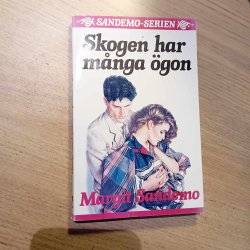 SANDEMO-SERIEN
Skogen har
många ögon
Margit Sandemo